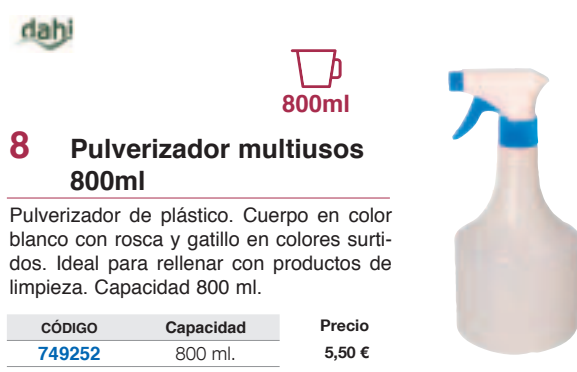 dahi
800ml
8 Pulverizador multiusos
800ml
Pulverizador de plástico. Cuerpo en color
blanco con rosca y gatillo en colores surti-
dos. Ideal para rellenar con productos de
limpieza. Capacidad 800 ml.
CÓDIGO Capacidad Precio
749252 800 ml. 5,50 €